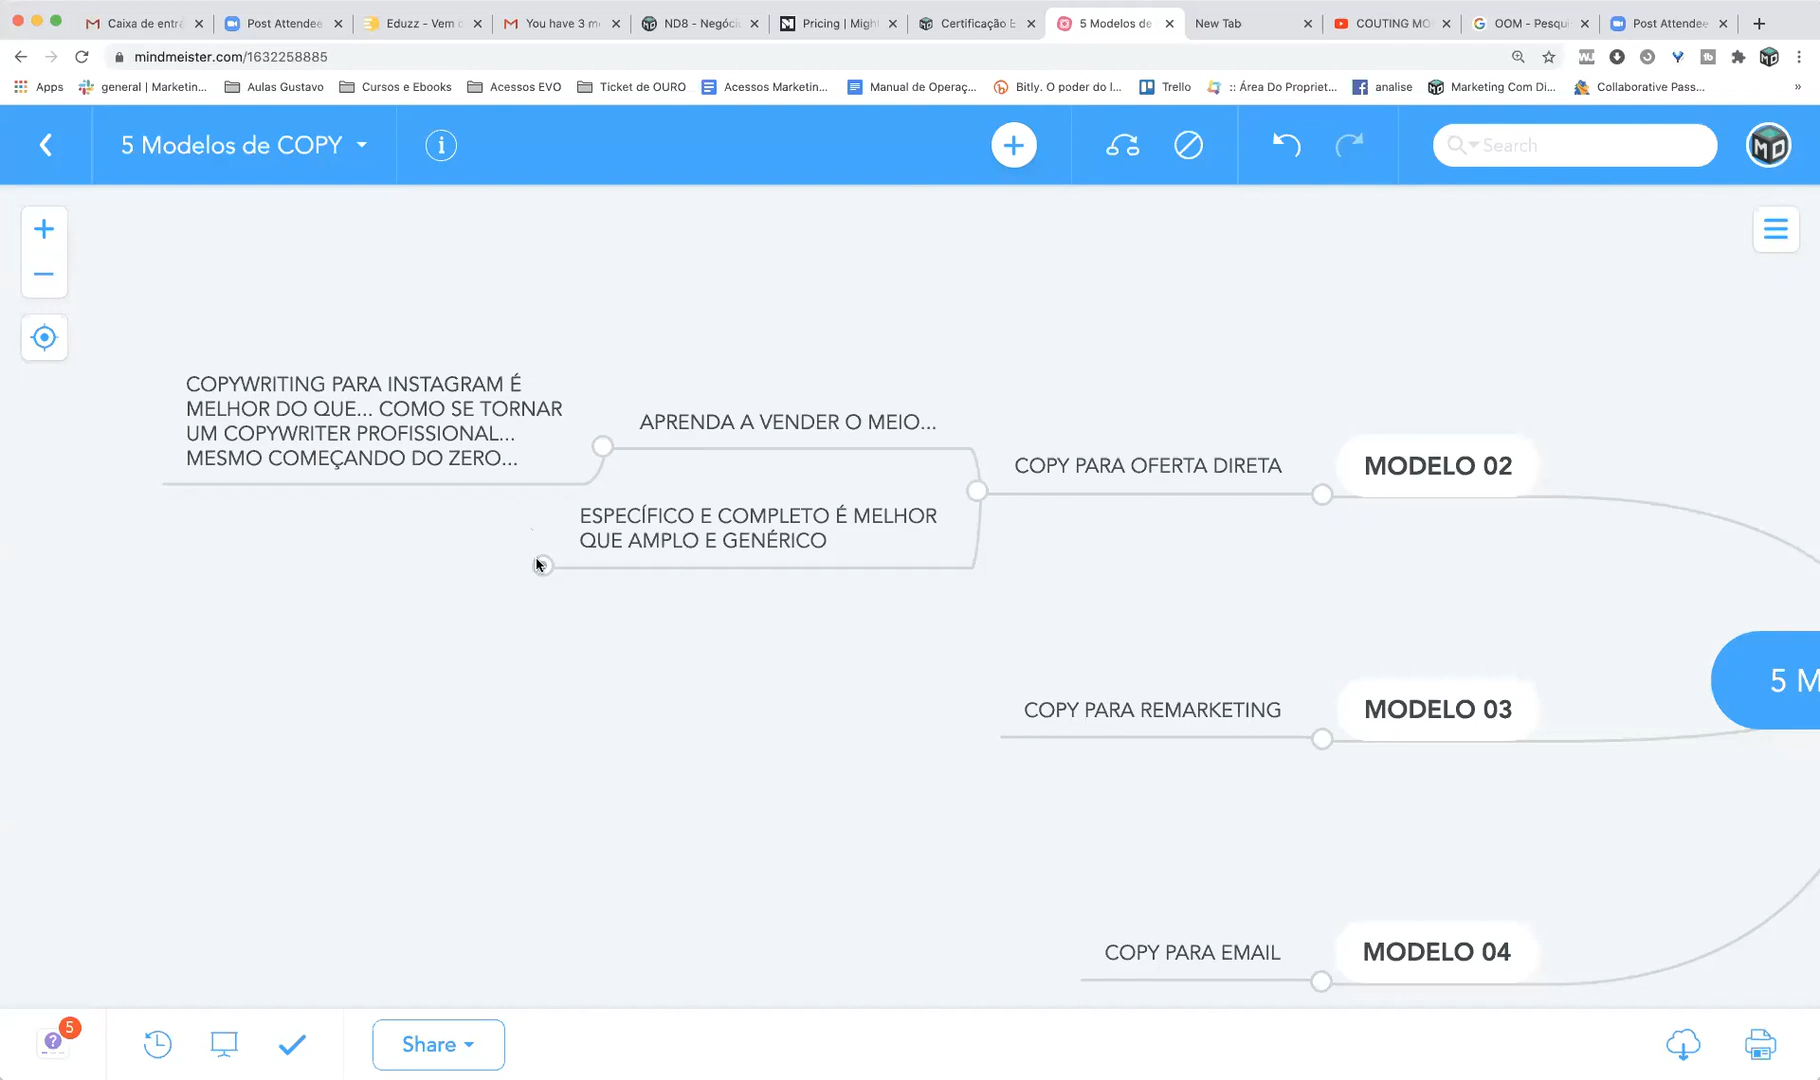 Caixa de entra
Post Attendee
Eduzz - Vem
You have 3 m
ND8 - Negóci
Pricing | Migh
Certificação E
5 Modelos de
New Tab
COUTING MO
OOM - Pesqu
Post Attendee
mindmeister.com/1632258885
Apps
general | Marketin...
Aulas Gustavo
Cursos e Ebooks
Acessos EVO
Ticket de OURO
Acessos Marketin...
Manual de Operaç...
Bitly. O poder do l...
Trello
:: Área Do Propriet...
analise
Marketing Com Di...
Collaborative Pass...
»
5 Modelos de COPY
Search
MD
COPYWRITING PARA INSTAGRAM É
MELHOR DO QUE... COMO SE TORNAR
UM COPYWRITER PROFISSIONAL...
MESMO COMEÇANDO DO ZERO...
APRENDA A VENDER O MEIO...
ESPECÍFICO E COMPLETO É MELHOR
QUE AMPLO E GENÉRICO
COPY PARA OFERTA DIRETA
MODELO 02
COPY PARA REMARKETING
MODELO 03
5 M
COPY PARA EMAIL
MODELO 04
5
Share